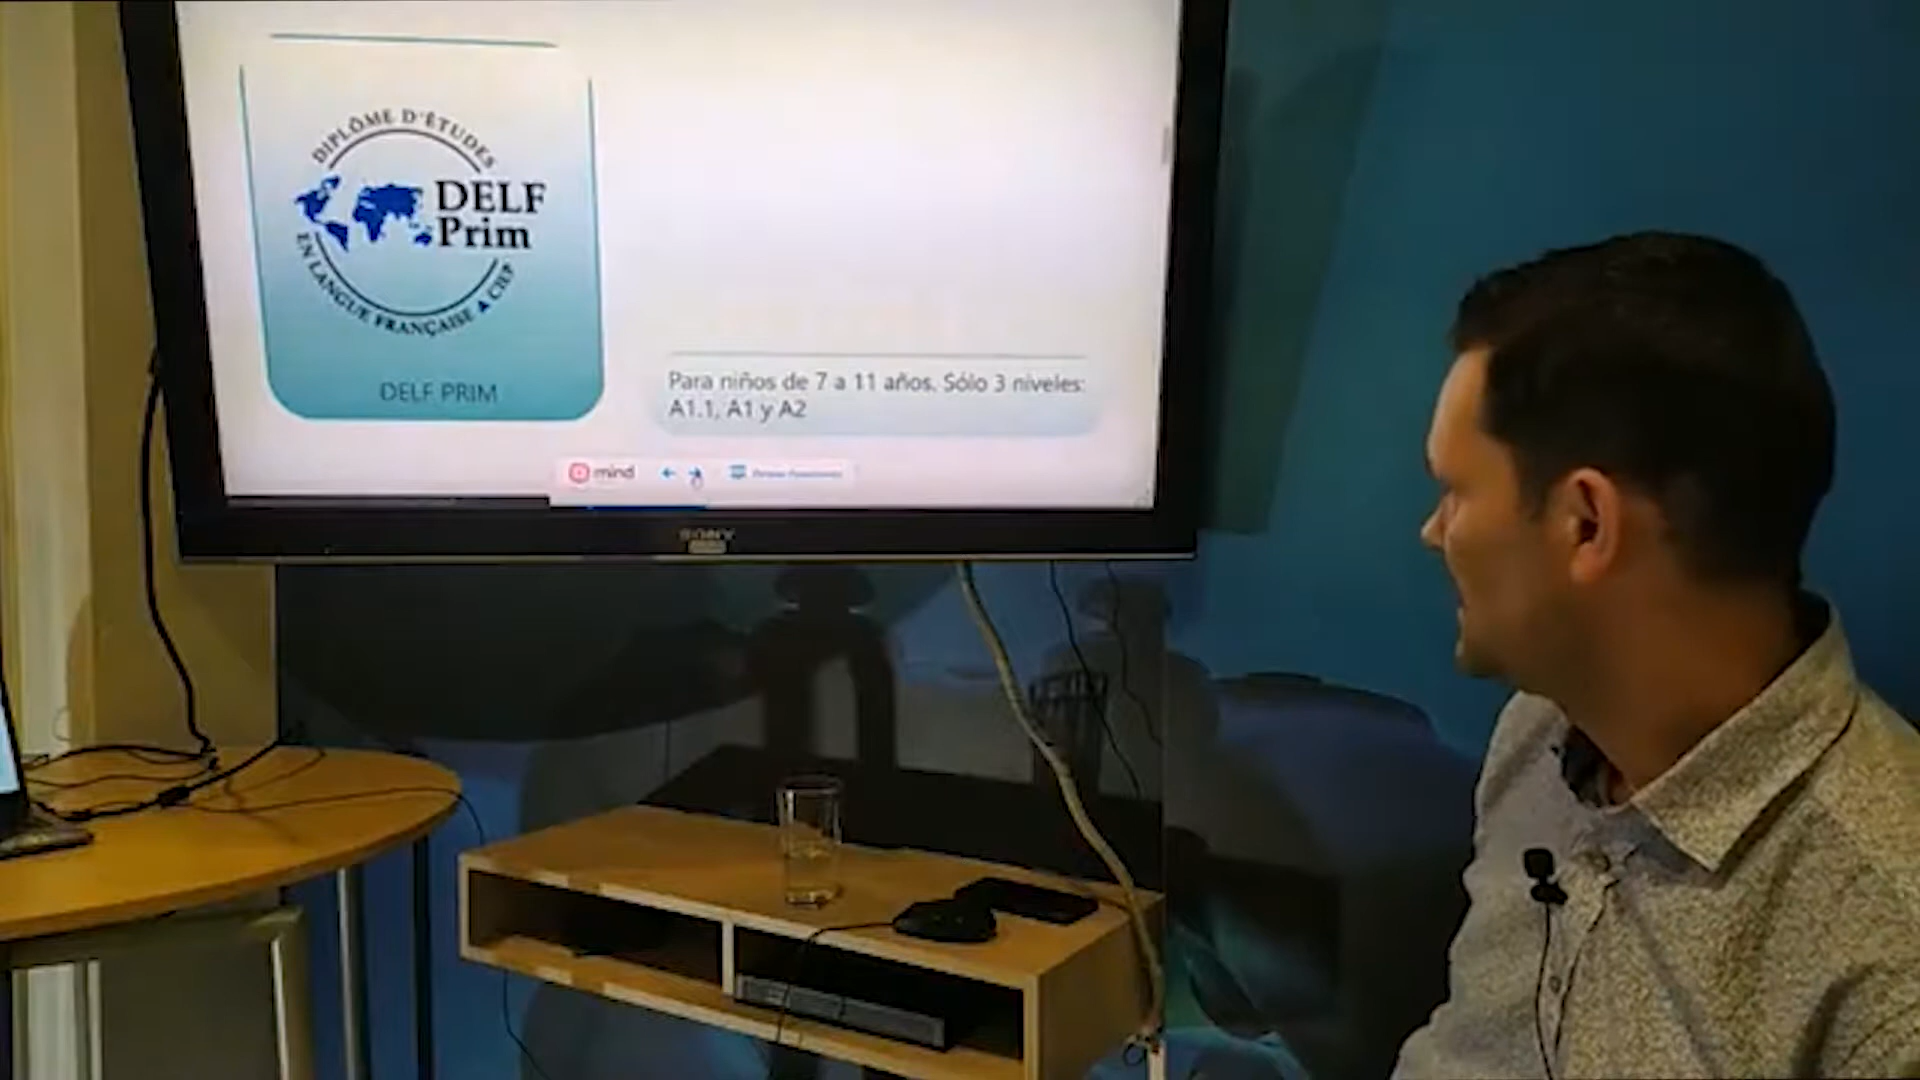 DIPLÔME D'ÉTUDES
DELF
Prim
EN LANGUE FRANÇAISE ▲ CIEP
DELF PRIM
Para niños de 7 a 11 años. Sólo 3 niveles:
A1.1, A1 y A2
mind
SONY